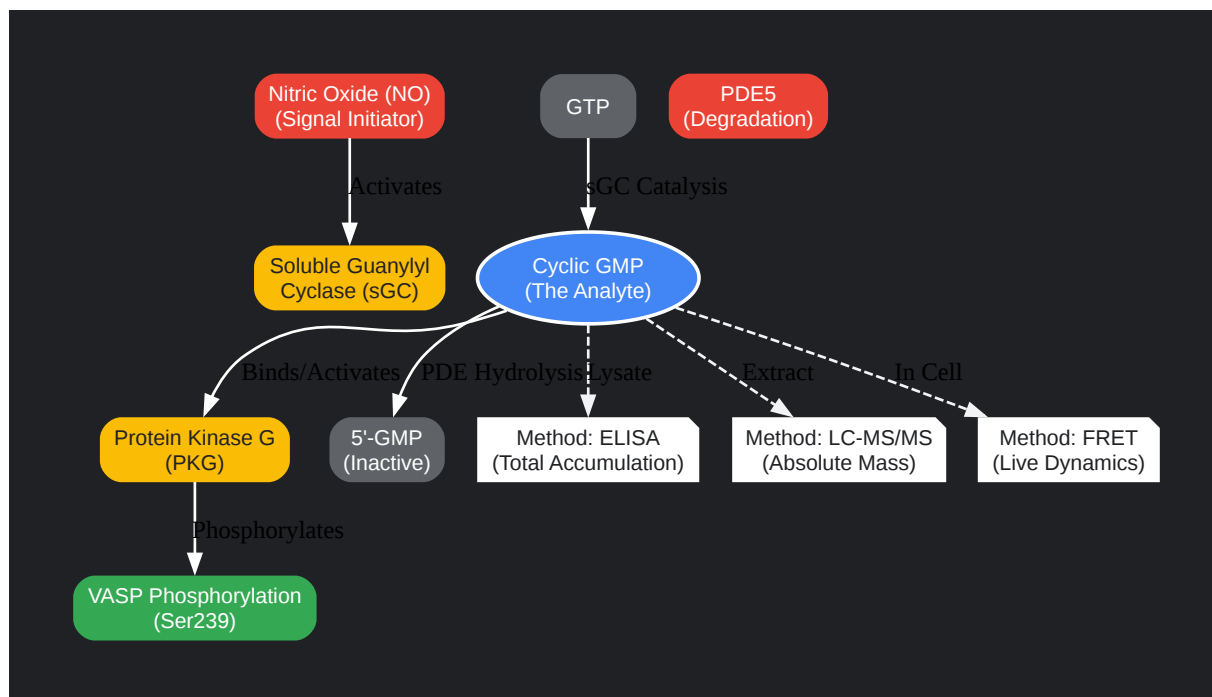 Nitric Oxide (NO)
(Signal Initiator)
GTP
PDE5
(Degradation)
Activates
sGC Catalysis
Soluble Guanylyl
Cyclase (sGC)
Cyclic GMP
(The Analyte)
Binds/Activates
PDE Hydrolysis
Lysate
Extract
In Cell
Protein Kinase G
(PKG)
5'-GMP
(Inactive)
Method: ELISA
(Total Accumulation)
Method: LC-MS/MS
(Absolute Mass)
Method: FRET
(Live Dynamics)
Phosphorylates
VASP Phosphorylation
(Ser239)